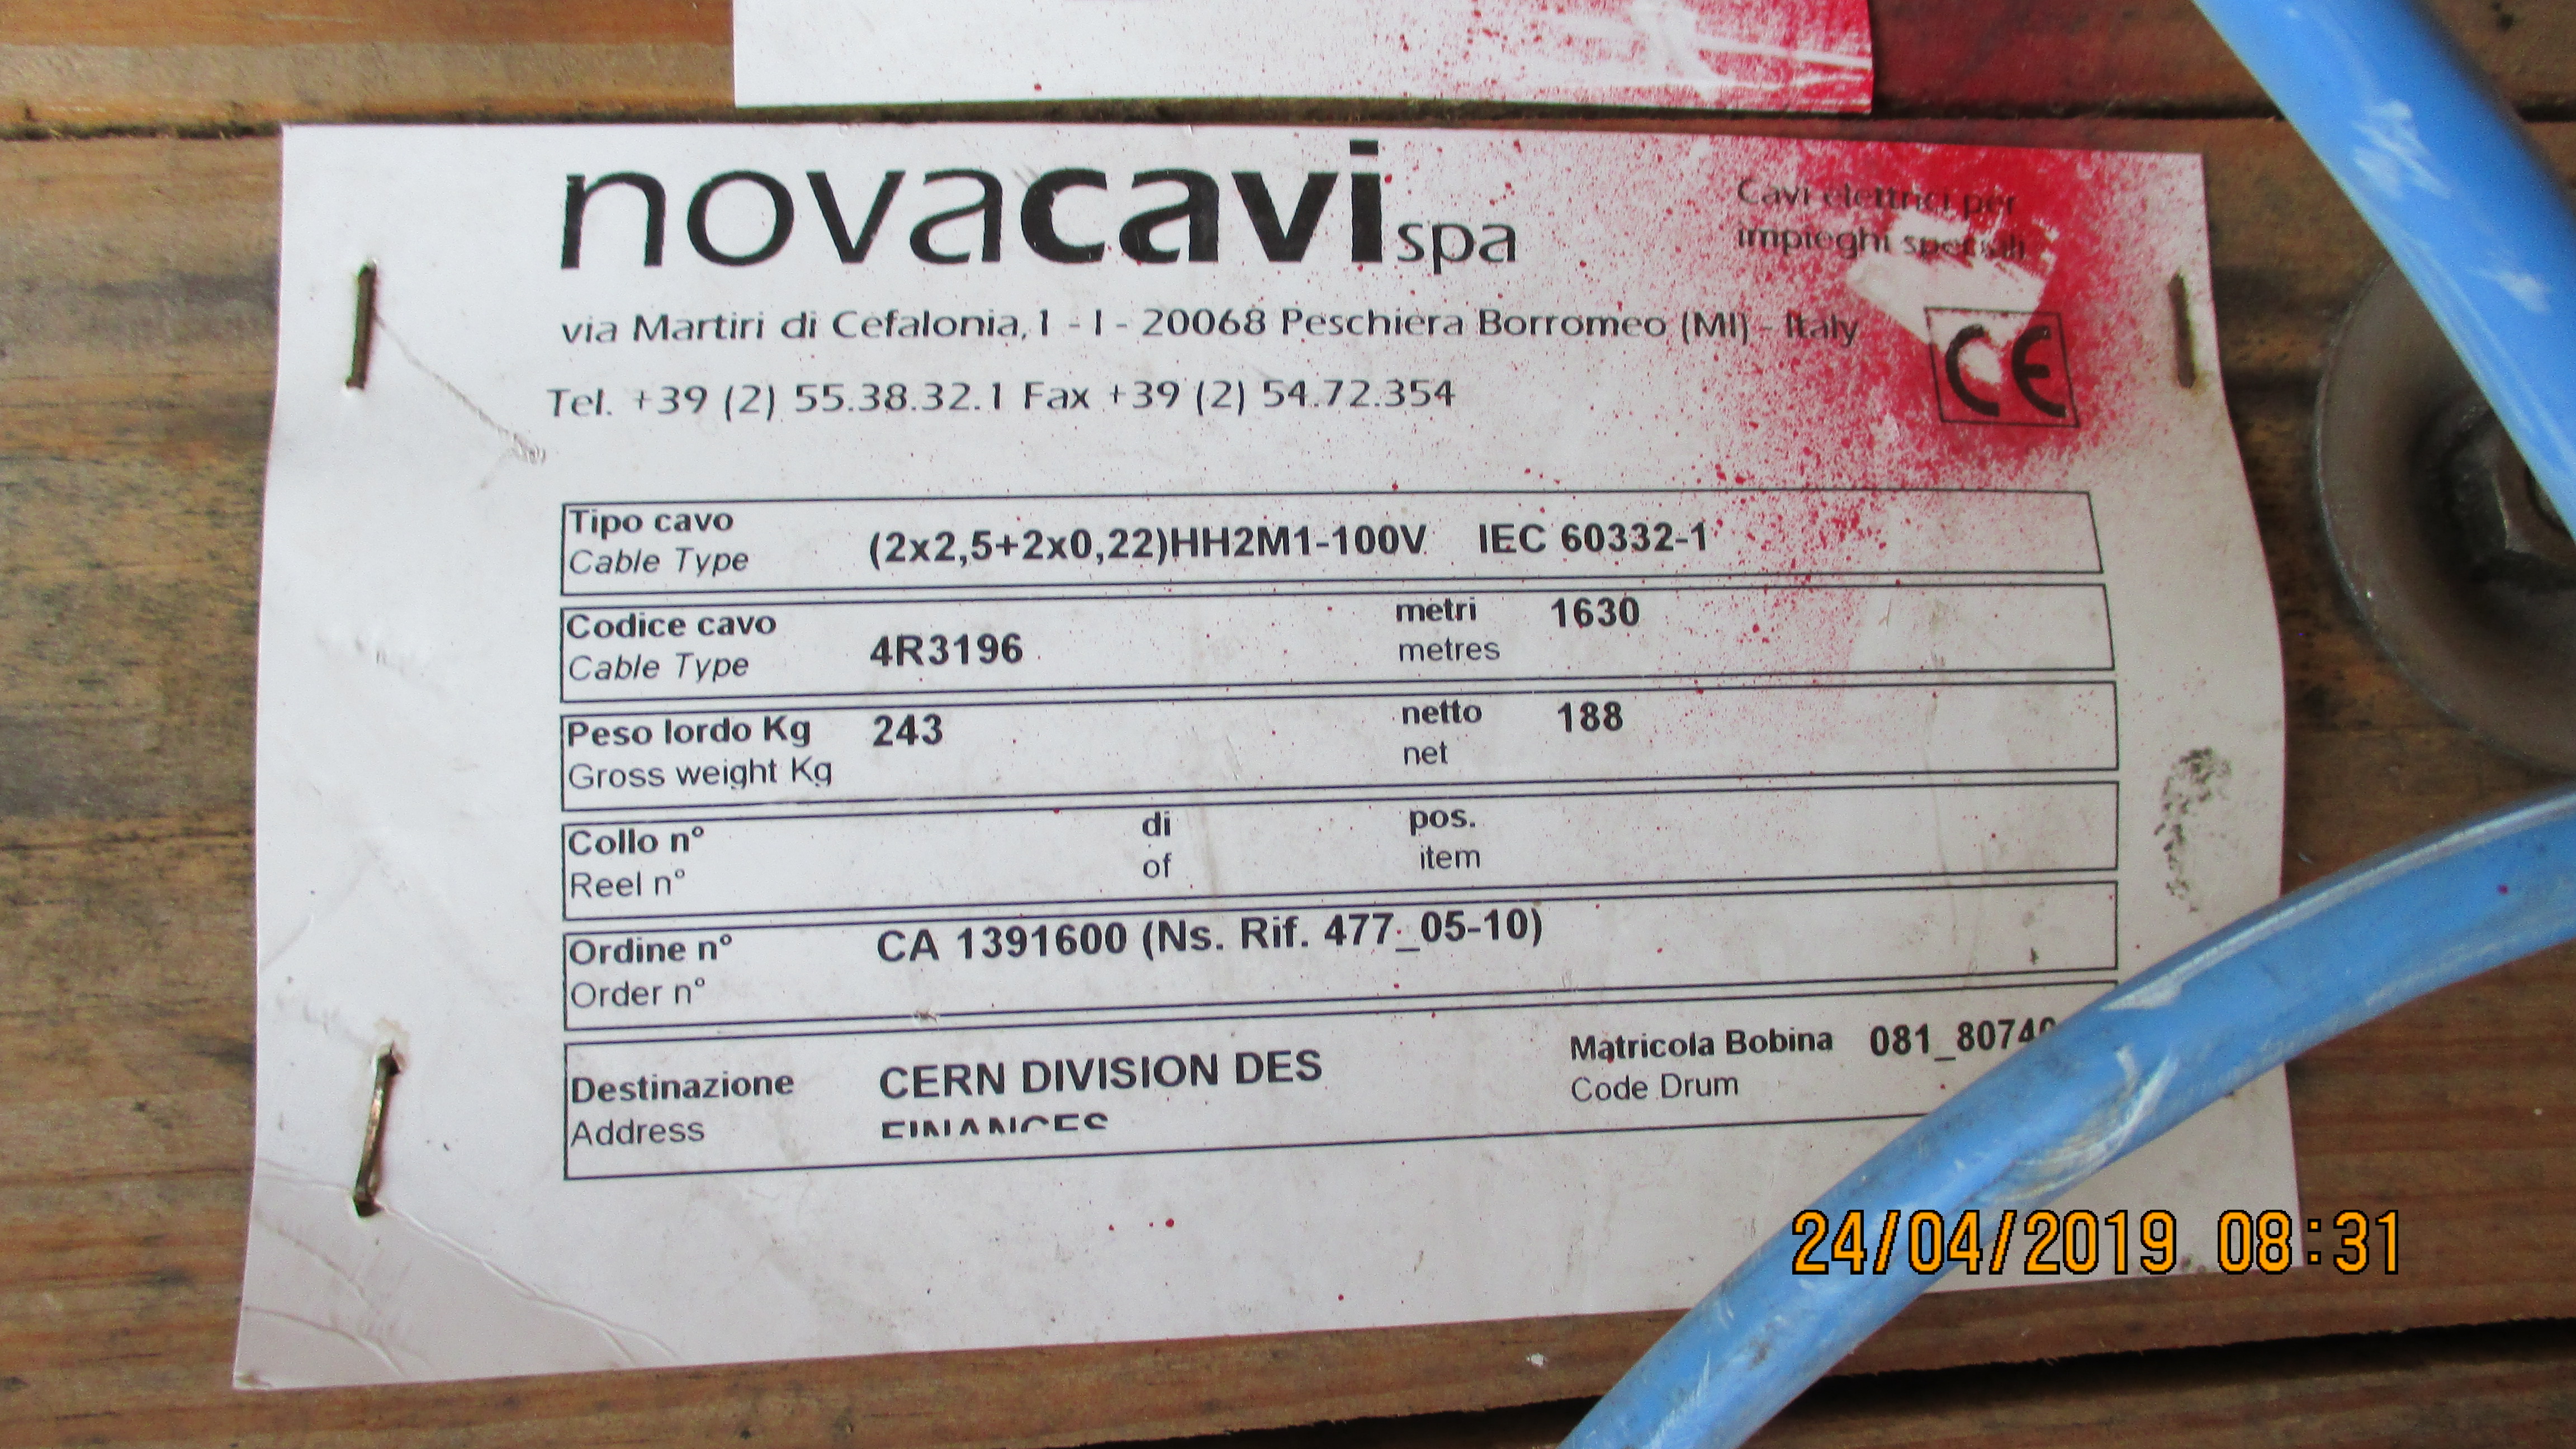 novacavi spa
Cavi elettrici per
impieghi speciali
via Martiri di Cefalonia, 1 - I - 20068 Peschiera Borromeo (MI) - Italy
CE
Tel. +39 (2) 55.38.32.1 Fax +39 (2) 54.72.354
Tipo cavo
Cable Type
(2x2,5+2x0,22)HH2M1-100V IEC 60332-1
Codice cavo
Cable Type
4R3196
metri
metres
1630
Peso lordo Kg
Gross weight Kg
243
netto
net
188
Collo n°
Reel n°
di
of
pos.
item
Ordine n°
Order n°
CA 1391600 (Ns. Rif. 477_05-10)
Destinazione
Address
CERN DIVISION DES
FINANCES
Matricola Bobina
Code Drum
24/04/2019 08:31